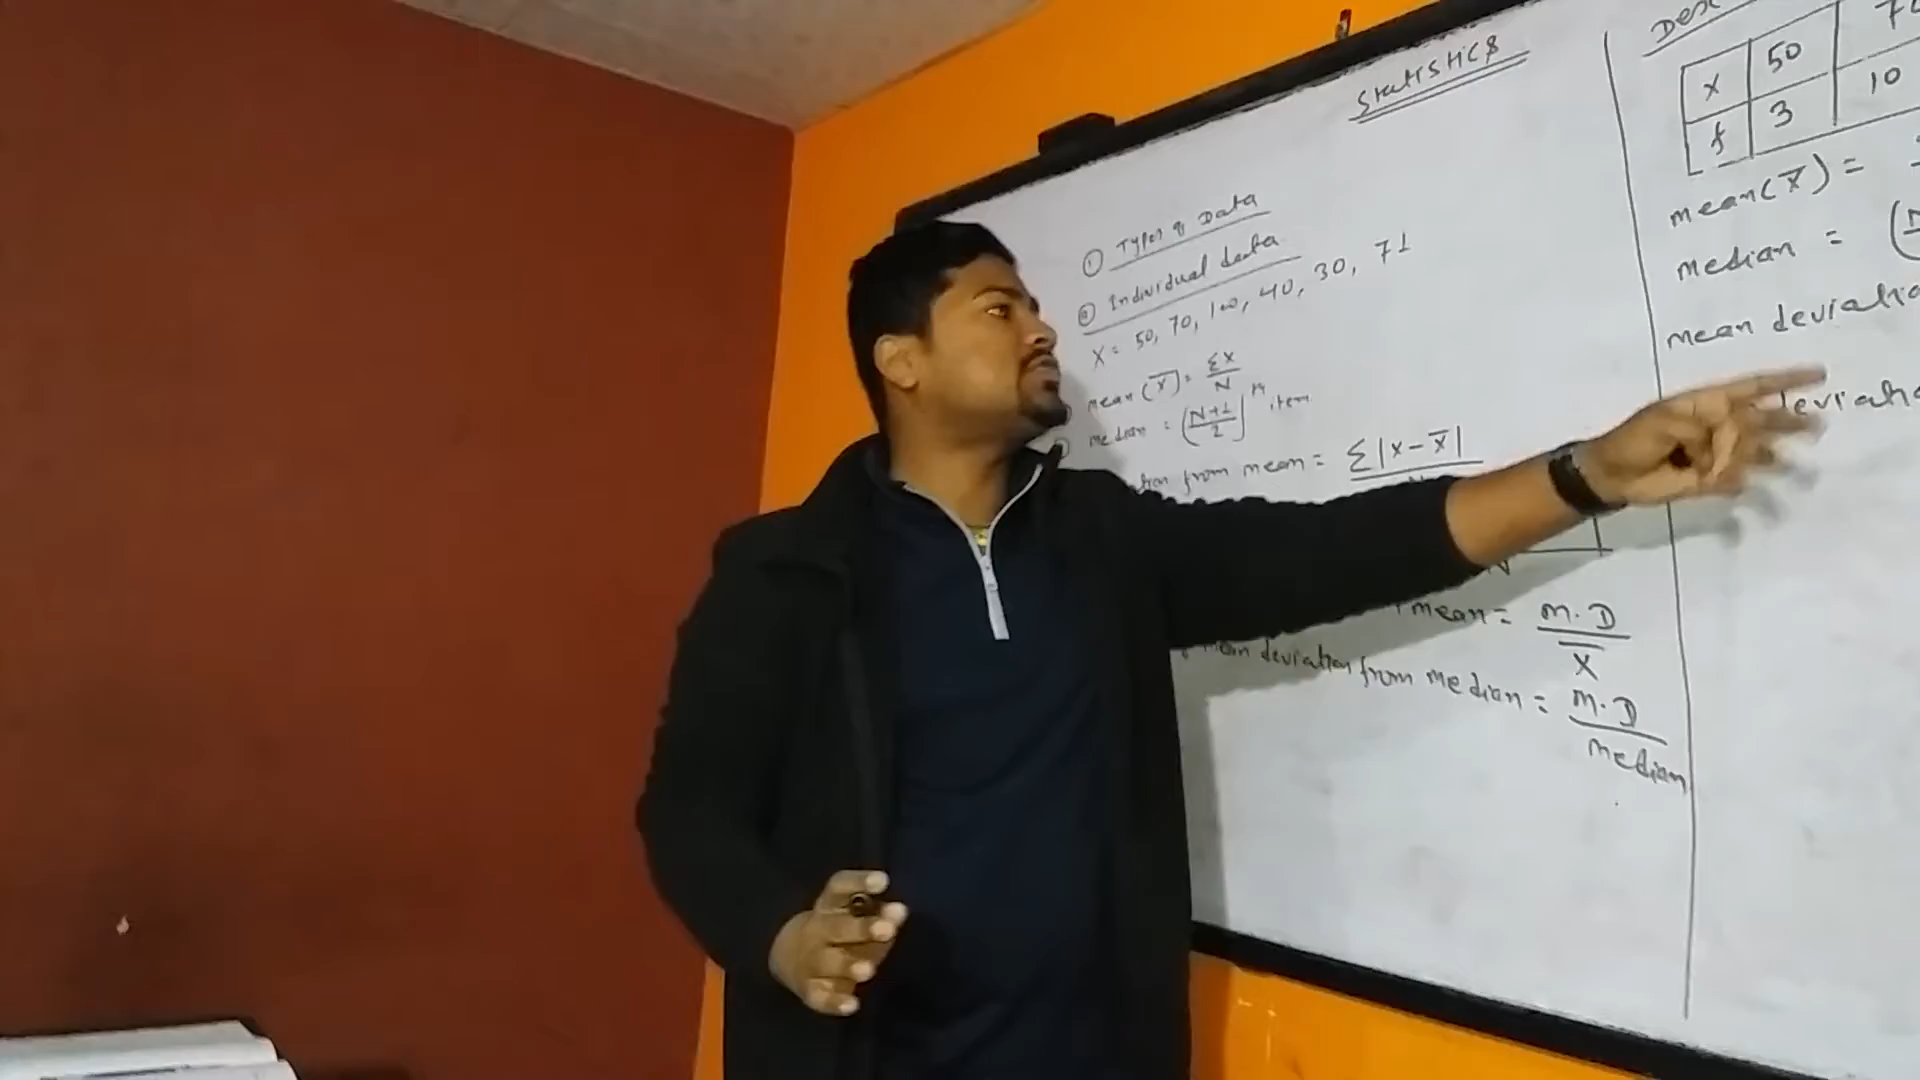 Statistics
① Types of Data
ⓐ Individual data
X = 50, 70, 100, 40, 30, 71
mean (X̄) = ΣX/N
median = (N+1/2)ᵗʰ item
from mean = Σ|X-X̄|
N
mean = M.D/X̄
mean deviation from median = M.D/median
X 50
f 3 10
mean (X̄) =
median =
mean deviatio
deviatio